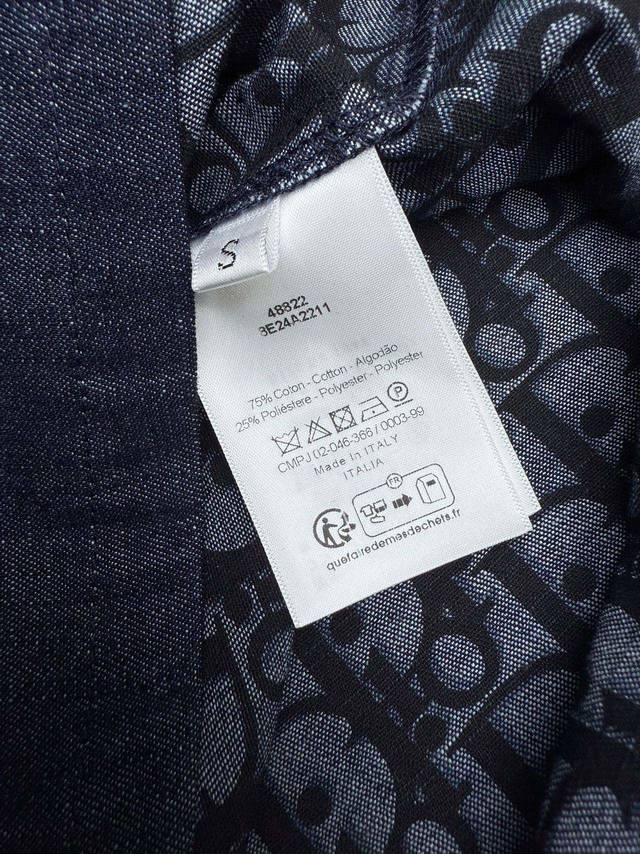 S
48822
3E24A2211
75% Coton - Cotton - Algodão
25% Poliéstere - Polyester - Polyester
P
CMPJ 02-046-366 / 0003-99
Made In ITALY
ITALIA
FR
quefairedemesdechets.fr